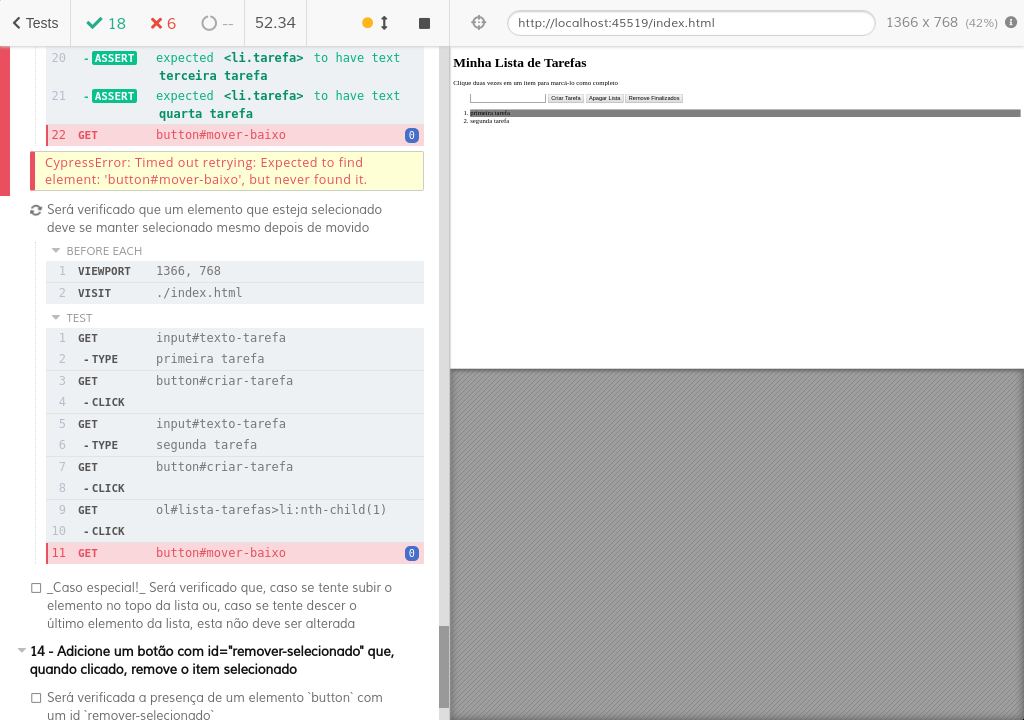 Tests 18 6 -- 52.34 http://localhost:45519/index.html 1366 x 768 (42%)
20 - ASSERT expected <li.tarefa> to have text
terceira tarefa
21 - ASSERT expected <li.tarefa> to have text
quarta tarefa
22 GET button#mover-baixo 0
CypressError: Timed out retrying: Expected to find
element: 'button#mover-baixo', but never found it.
Será verificado que um elemento que esteja selecionado
deve se manter selecionado mesmo depois de movido
BEFORE EACH
1 VIEWPORT 1366, 768
2 VISIT ./index.html
TEST
1 GET input#texto-tarefa
2 - TYPE primeira tarefa
3 GET button#criar-tarefa
4 - CLICK
5 GET input#texto-tarefa
6 - TYPE segunda tarefa
7 GET button#criar-tarefa
8 - CLICK
9 GET ol#lista-tarefas>li:nth-child(1)
10 - CLICK
11 GET button#mover-baixo 0
_Caso especial!_ Será verificado que, caso se tente subir o
elemento no topo da lista ou, caso se tente descer o
último elemento da lista, esta não deve ser alterada
14 - Adicione um botão com id="remover-selecionado" que,
quando clicado, remove o item selecionado
Será verificada a presença de um elemento `button` com
um id `remover-selecionado`
Minha Lista de Tarefas
Clique duas vezes em um item para marcá-lo como completo
Criar Tarefa Apagar Lista Remove Finalizados
1. primeira tarefa
2. segunda tarefa